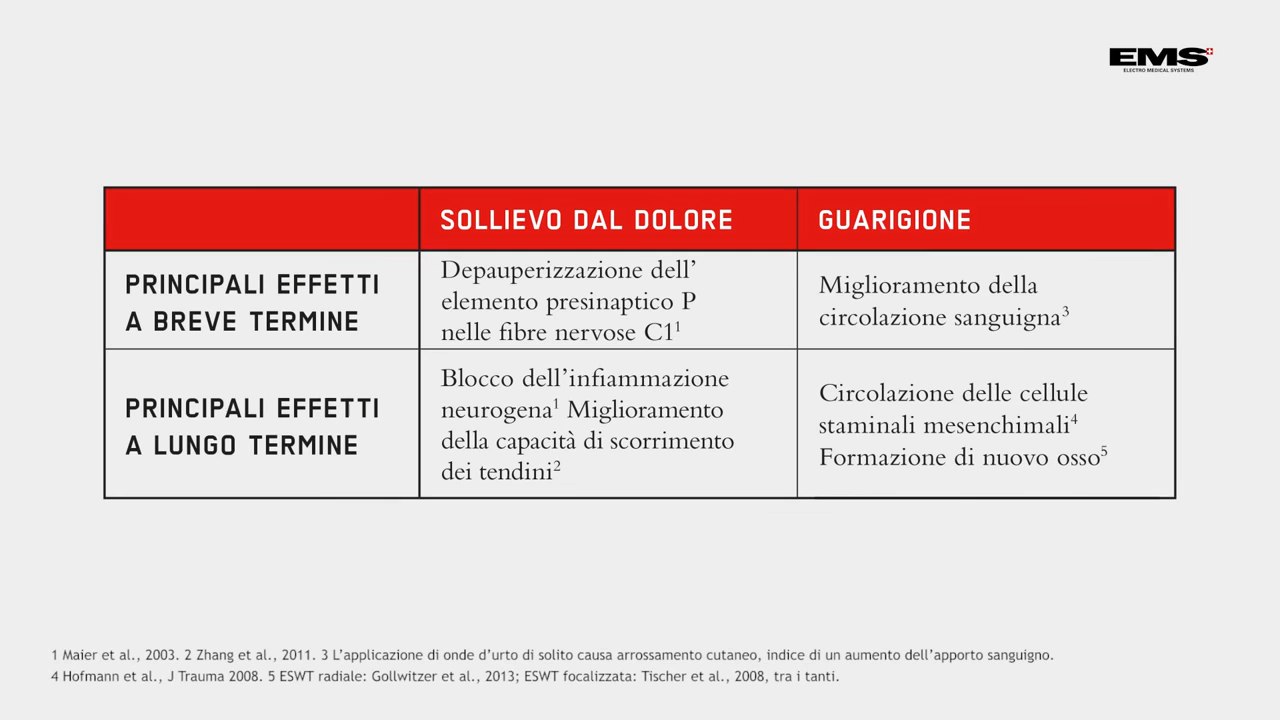 EMS
ELECTRO MEDICAL SYSTEMS
SOLLIEVO DAL DOLORE
GUARIGIONE
PRINCIPALI EFFETTI
A BREVE TERMINE
Depauperizzazione dell’
elemento presinaptico P
nelle fibre nervose C1¹
Miglioramento della
circolazione sanguigna³
PRINCIPALI EFFETTI
A LUNGO TERMINE
Blocco dell’infiammazione
neurogena¹ Miglioramento
della capacità di scorrimento
dei tendini²
Circolazione delle cellule
staminali mesenchimali⁴
Formazione di nuovo osso⁵
1 Maier et al., 2003. 2 Zhang et al., 2011. 3 L’applicazione di onde d’urto di solito causa arrossamento cutaneo, indice di un aumento dell’apporto sanguigno.
4 Hofmann et al., J Trauma 2008. 5 ESWT radiale: Gollwitzer et al., 2013; ESWT focalizzata: Tischer et al., 2008, tra i tanti.